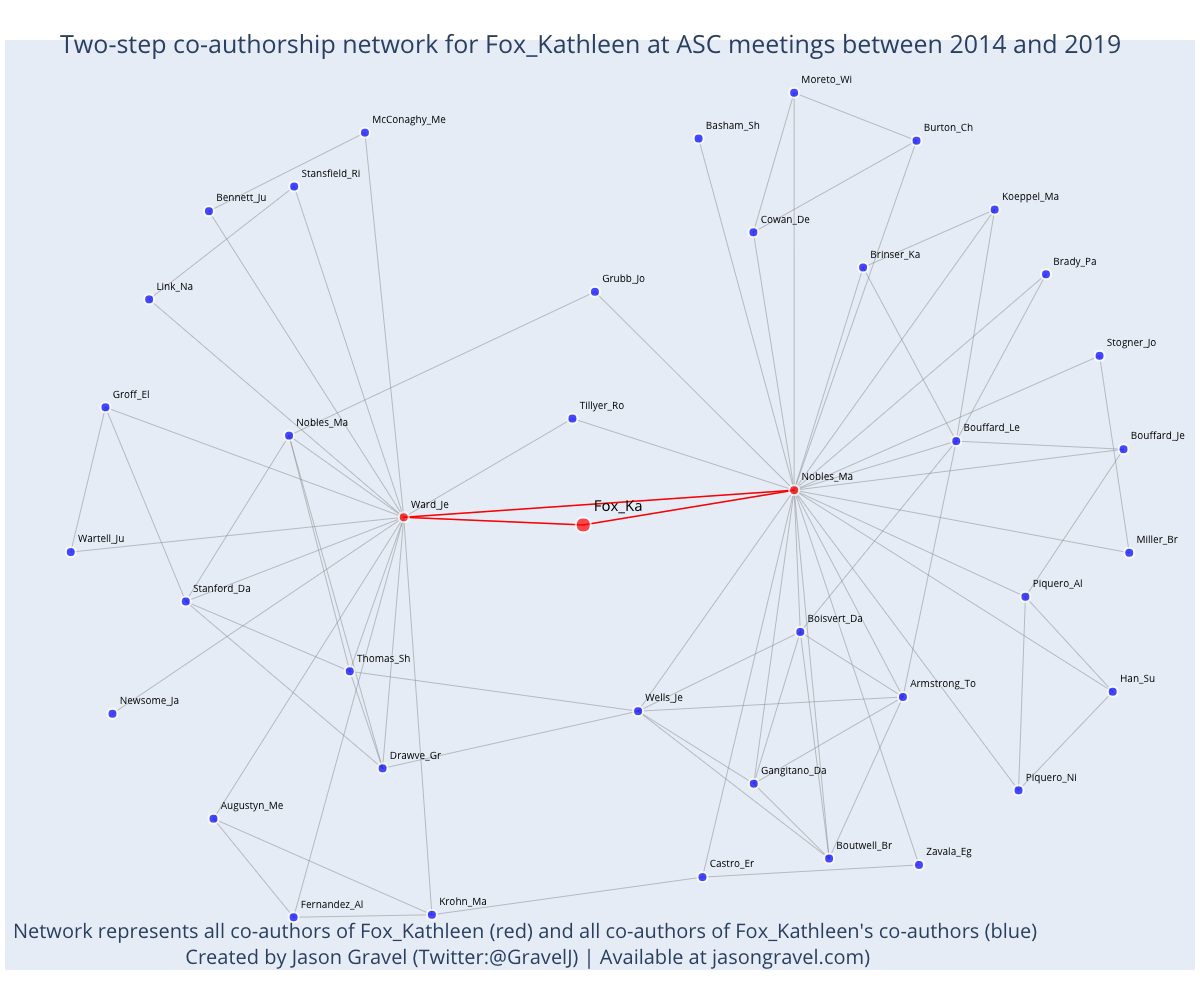 Two-step co-authorship network for Fox_Kathleen at ASC meetings between 2014 and 2019
Moreto_Wi
McConaghy_Me
Basham_Sh
Burton_Ch
Stansfield_Ri
Bennett_Ju
Koeppel_Ma
Cowan_De
Brinser_Ka
Brady_Pa
Grubb_Jo
Link_Na
Stogner_Jo
Groff_El
Tillyer_Ro
Nobles_Ma
Bouffard_Le
Bouffard_Je
Nobles_Ma
Ward_Je
Fox_Ka
Wartell_Ju
Miller_Br
Piquero_Al
Stanford_Da
Boisvert_Da
Thomas_Sh
Han_Su
Armstrong_To
Newsome_Ja
Wells_Je
Drawve_Gr
Gangitano_Da
Piquero_Ni
Augustyn_Me
Boutwell_Br
Zavala_Eg
Castro_Er
Fernandez_Al
Krohn_Ma
Network represents all co-authors of Fox_Kathleen (red) and all co-authors of Fox_Kathleen's co-authors (blue)
Created by Jason Gravel (Twitter:@GravelJ) | Available at jasongravel.com)